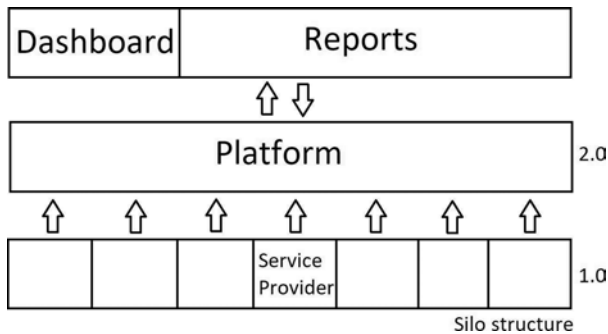 Dashboard Reports
Platform
2.0
Service
Provider
1.0
Silo structure